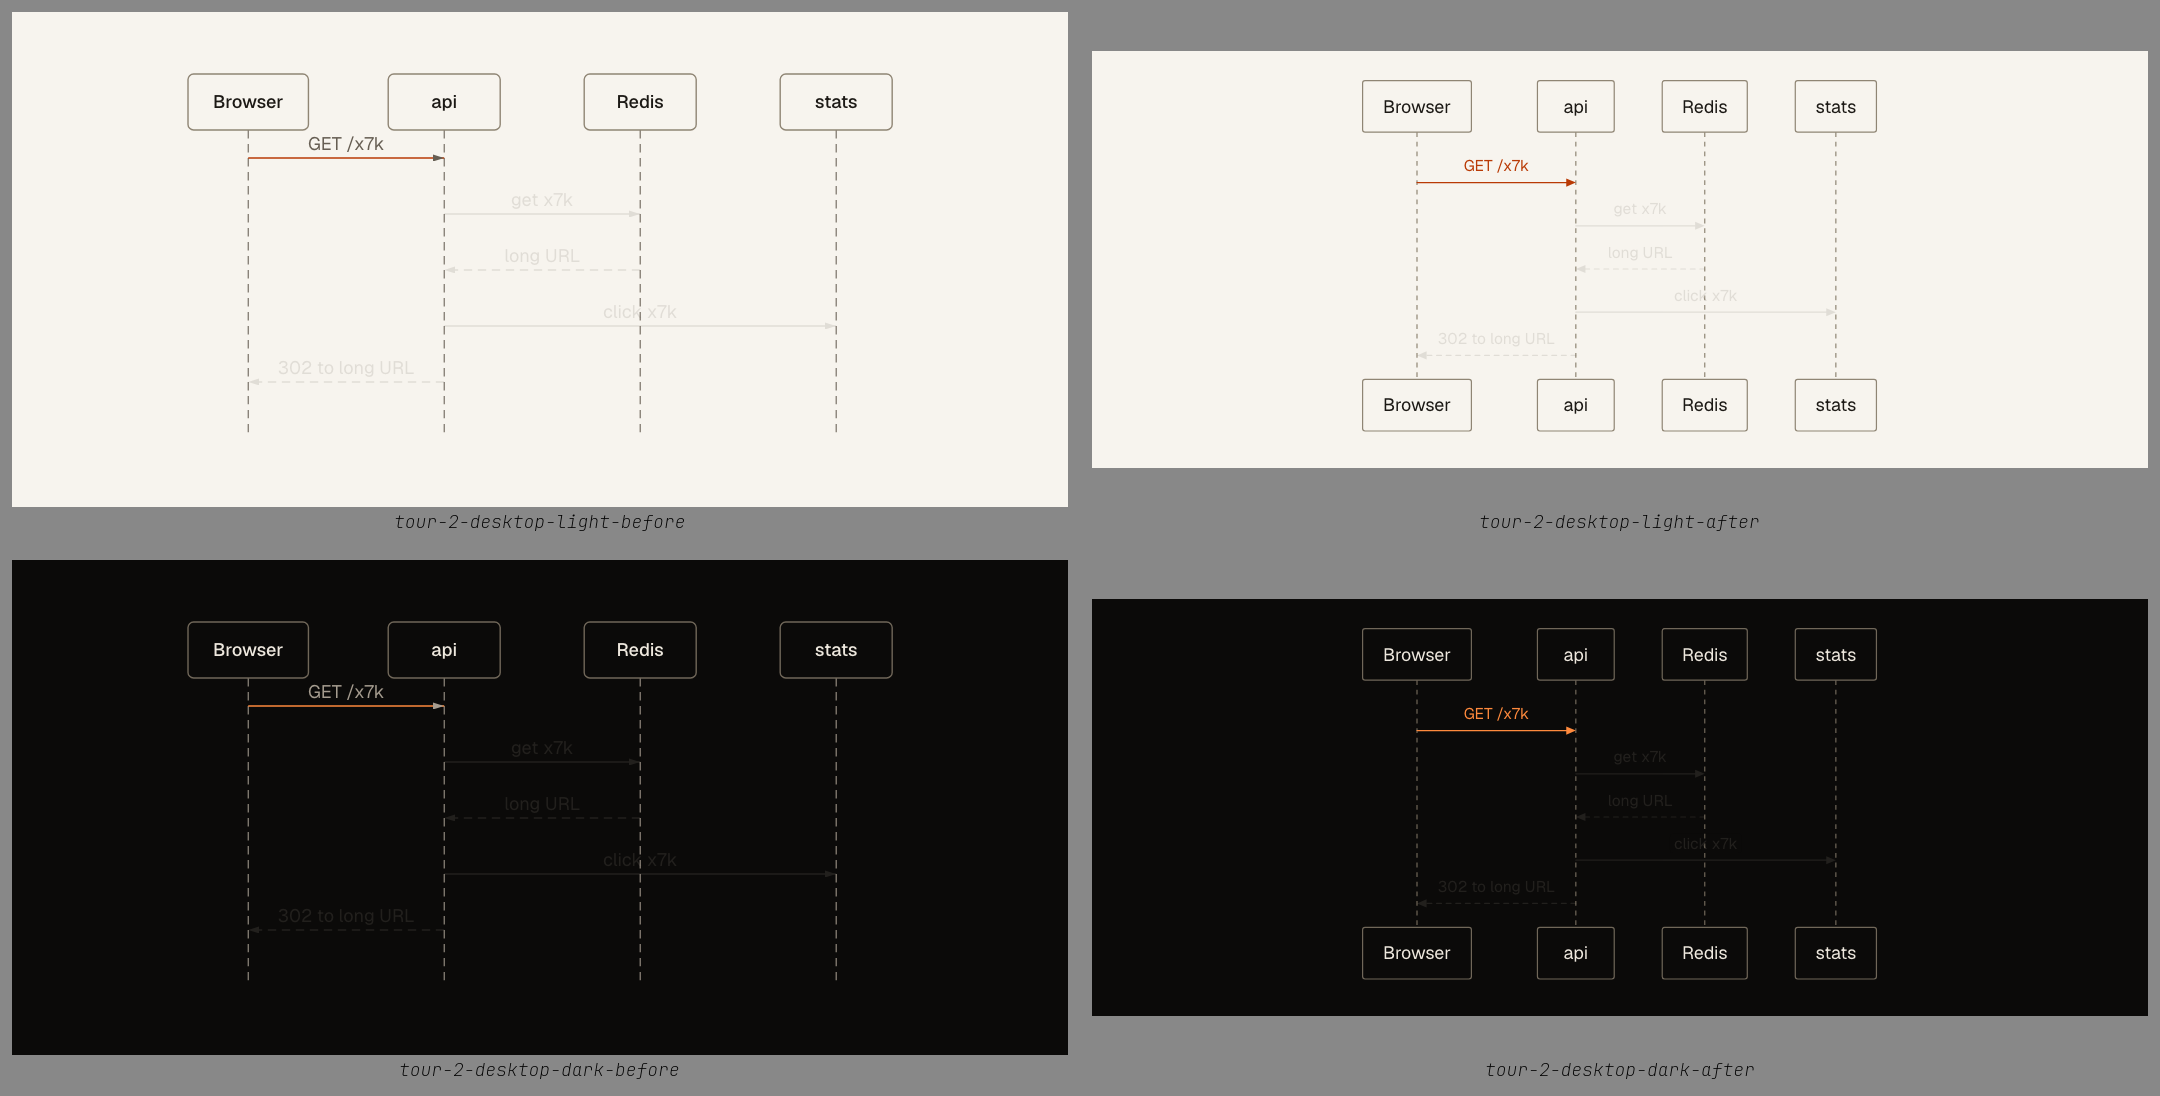 Browser api Redis stats
GET /x7k
get x7k
long URL
click x7k
302 to long URL
tour-2-desktop-light-before
Browser api Redis stats
GET /x7k
get x7k
long URL
click x7k
302 to long URL
Browser api Redis stats
tour-2-desktop-light-after
Browser api Redis stats
GET /x7k
get x7k
long URL
click x7k
302 to long URL
tour-2-desktop-dark-before
Browser api Redis stats
GET /x7k
get x7k
long URL
click x7k
302 to long URL
Browser api Redis stats
tour-2-desktop-dark-after